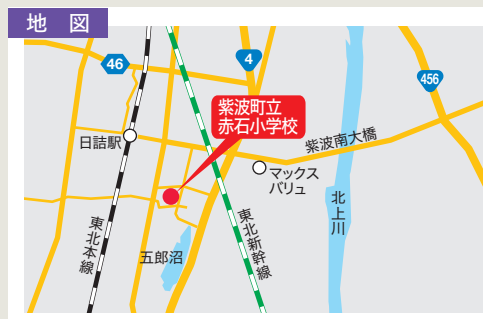 地 図
46
4
456
紫波町立
赤石小学校
日詰駅
紫波南大橋
マックス
バリュ
北上川
東北本線
東北新幹線
五郎沼